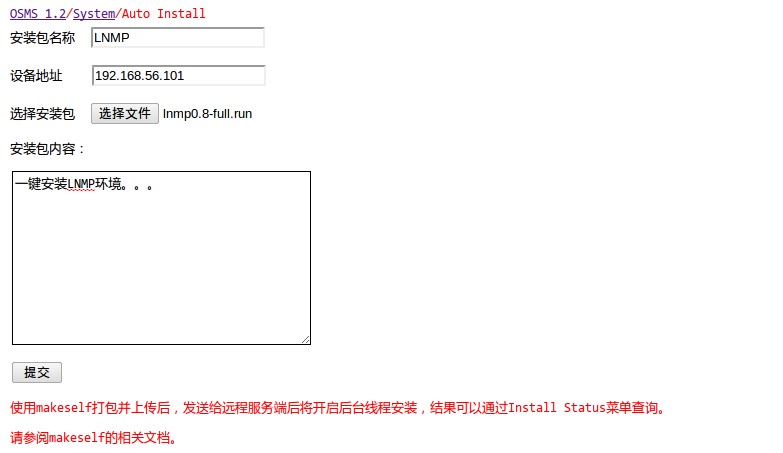 OSMS 1.2/System/Auto Install
安装包名称 LNMP
设备地址 192.168.56.101
选择安装包 选择文件 lnmp0.8-full.run
安装包内容：
一键安装LNMP环境。。。
提交
使用makeself打包并上传后，发送给远程服务端后将开启后台线程安装，结果可以通过Install Status菜单查询。
请参阅makeself的相关文档。